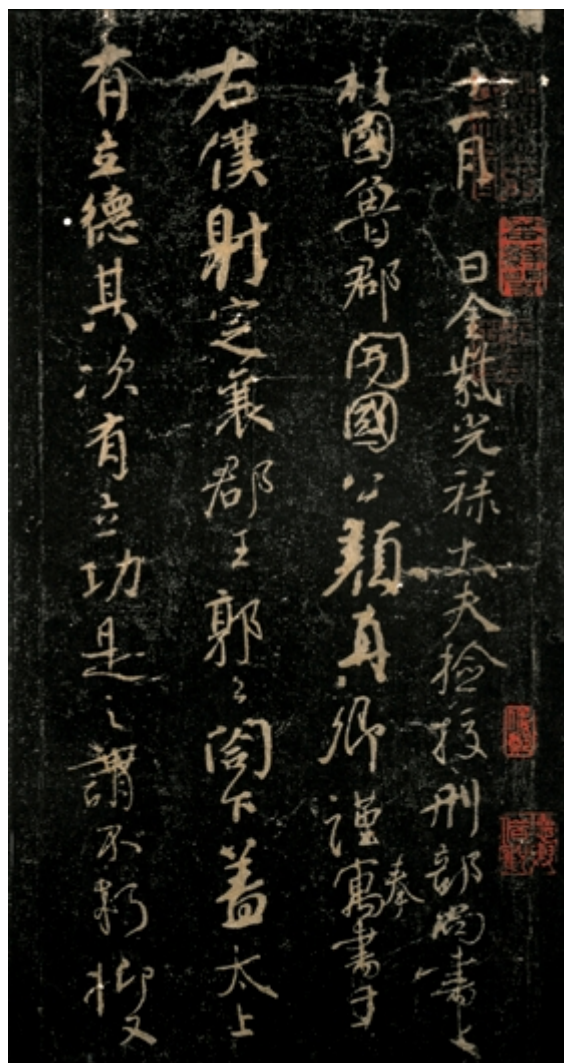 十一月 日金紫光祿大夫撿挍刑部尚書上
柱國魯郡開國公顏真卿謹奉寓書于
右僕射定襄郡王郭公閤下蓋太上
有立德其次有立功是之謂不朽抑又